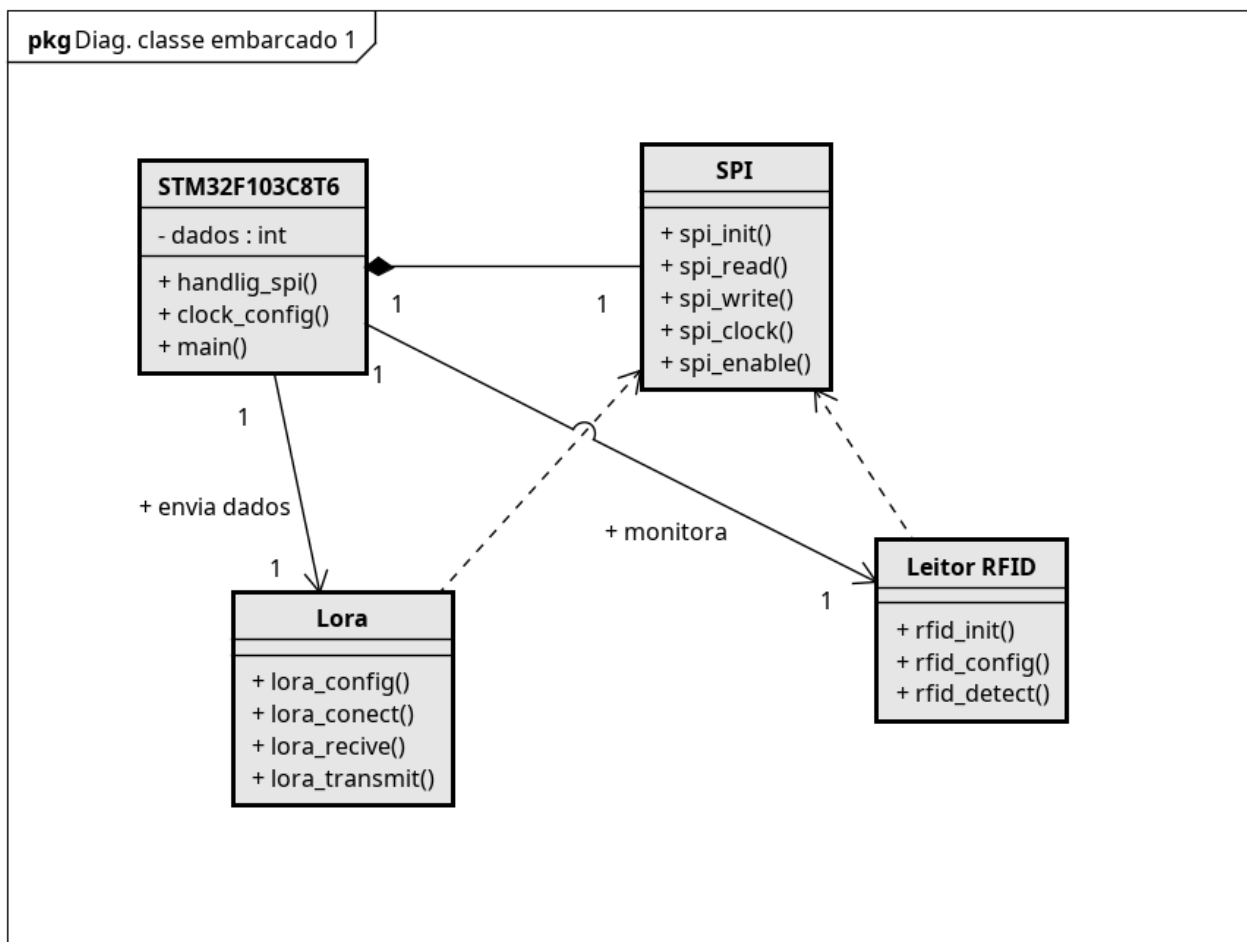 pkg Diag. classe embarcado 1
STM32F103C8T6
- dados : int
+ handlig_spi()
+ clock_config()
+ main()
SPI
+ spi_init()
+ spi_read()
+ spi_write()
+ spi_clock()
+ spi_enable()
1
1
1
1
+ envia dados
+ monitora
1
1
Lora
+ lora_config()
+ lora_conect()
+ lora_recive()
+ lora_transmit()
Leitor RFID
+ rfid_init()
+ rfid_config()
+ rfid_detect()